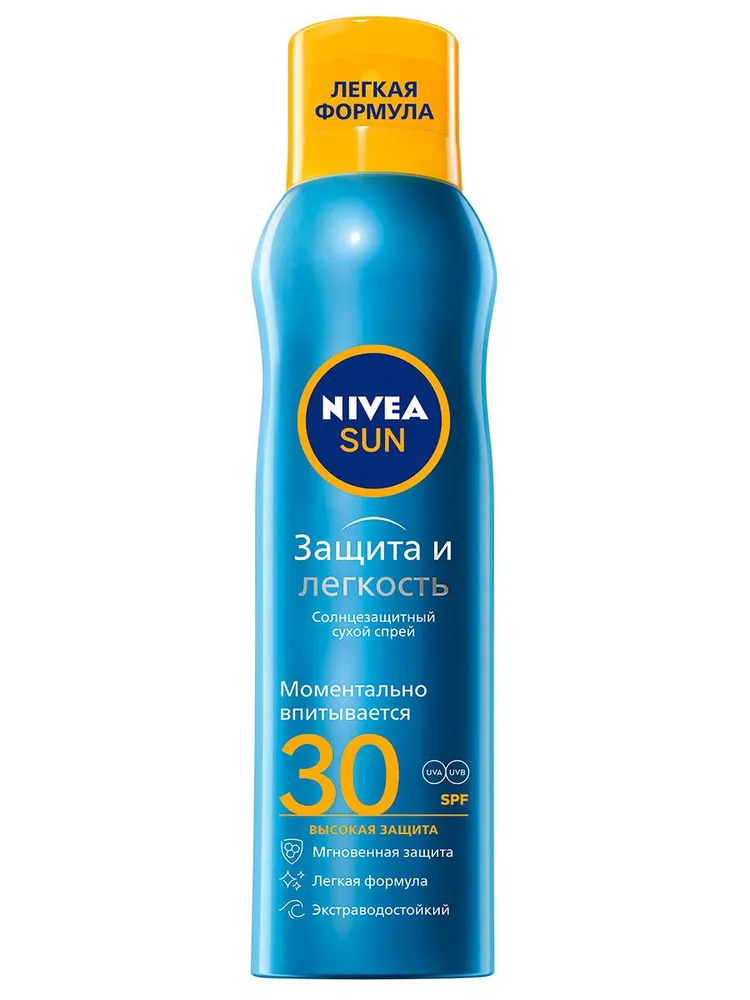 ЛЕГКАЯ
ФОРМУЛА
NIVEA
SUN
Защита и
легкость
Солнцезащитный
сухой спрей
Моментально
впитывается
30
UVA UVB
SPF
ВЫСОКАЯ ЗАЩИТА
Мгновенная защита
Легкая формула
Экстраводостойкий